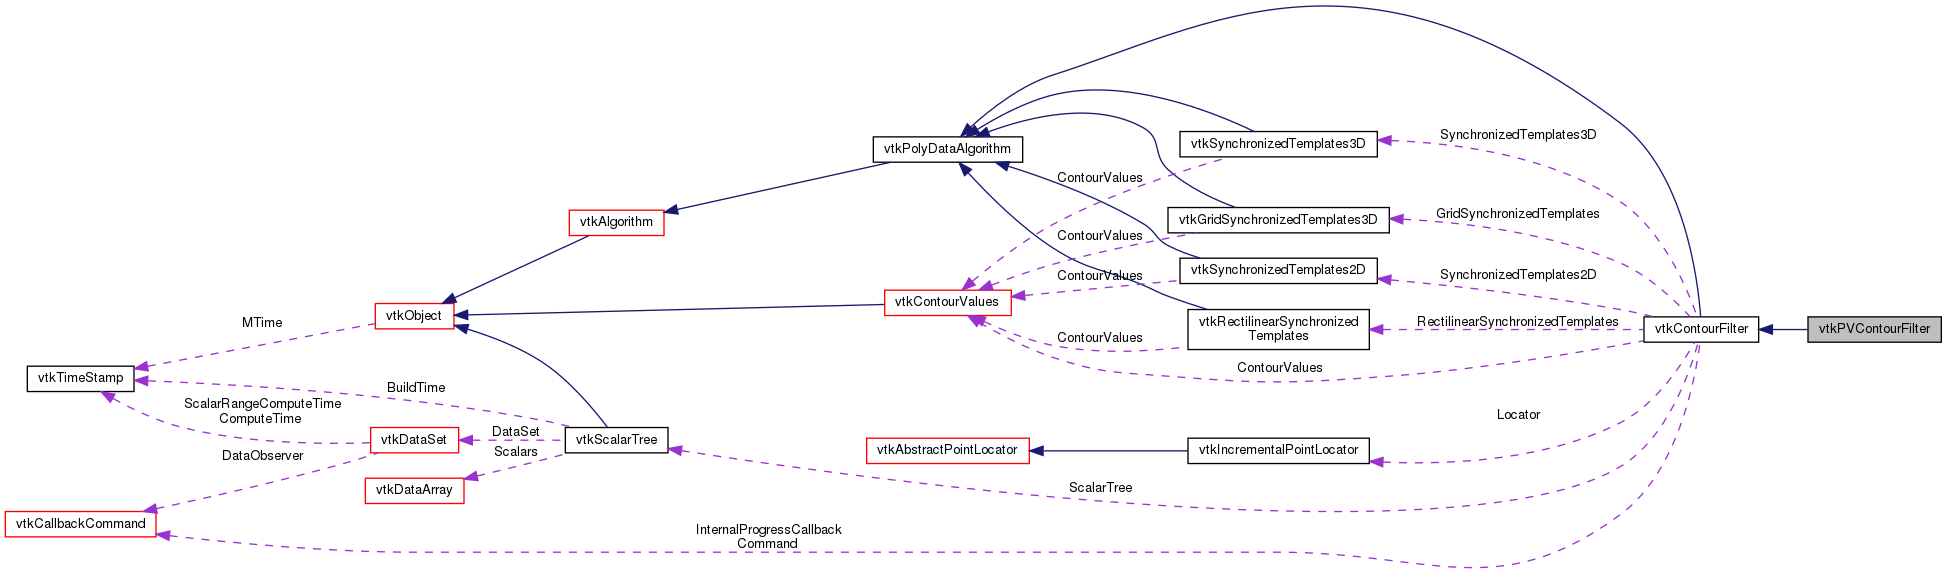 vtkSynchronizedTemplates3D
SynchronizedTemplates3D
vtkPolyDataAlgorithm
ContourValues
vtkAlgorithm
vtkGridSynchronizedTemplates3D
GridSynchronizedTemplates
ContourValues
vtkSynchronizedTemplates2D
SynchronizedTemplates2D
ContourValues
vtkContourValues
vtkObject
MTime
vtkRectilinearSynchronized
Templates
RectilinearSynchronizedTemplates
vtkContourFilter
vtkPVContourFilter
ContourValues
ContourValues
vtkTimeStamp
BuildTime
ScalarRangeComputeTime
ComputeTime
Locator
vtkDataSet
DataSet
vtkScalarTree
Scalars
vtkAbstractPointLocator
vtkIncrementalPointLocator
DataObserver
vtkDataArray
ScalarTree
vtkCallbackCommand
InternalProgressCallback
Command